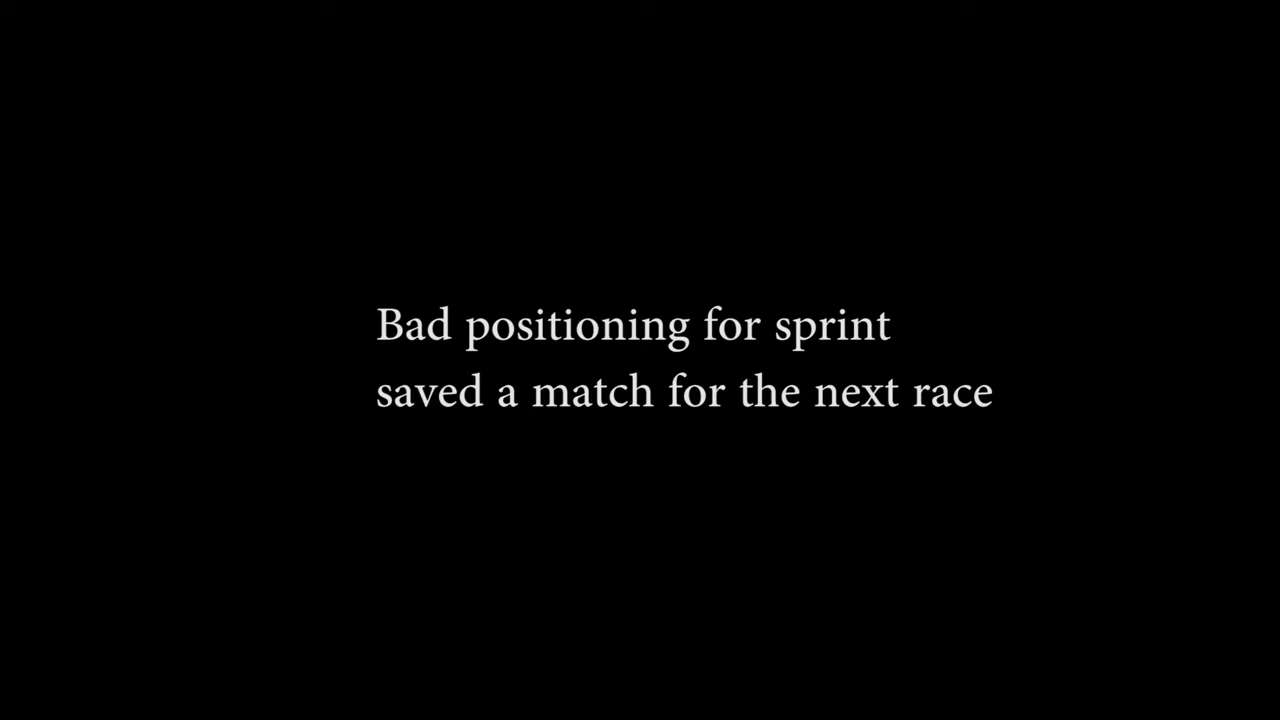 Bad positioning for sprint
saved a match for the next race